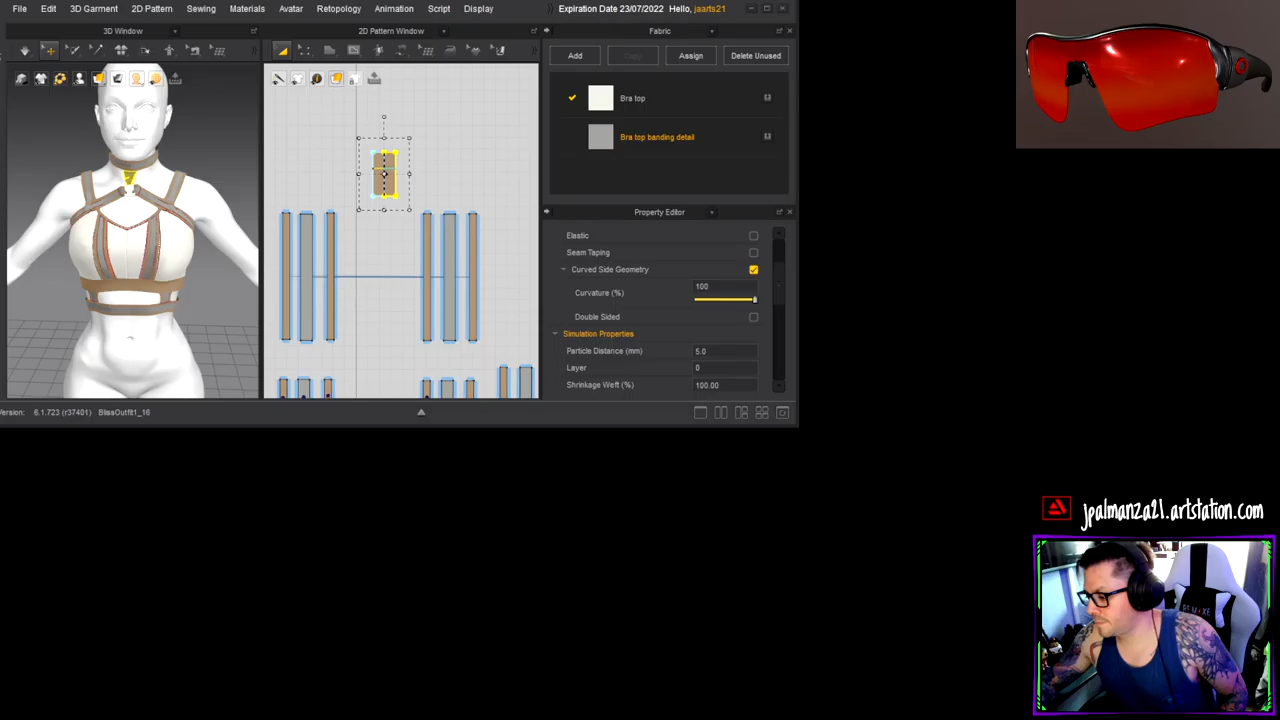 File Edit 3D Garment 2D Pattern Sewing Materials Avatar Retopology Animation Script Display Expiration Date 23/07/2022 Hello, jaarts21
3D Window 2D Pattern Window Fabric
Add Copy Assign Delete Unused
Bra top
Bra top banding detail
Property Editor
Elastic
Seam Taping
Curved Side Geometry
Curvature (%) 100
Double Sided
Simulation Properties
Particle Distance (mm) 5.0
Layer 0
Shrinkage Weft (%) 100.00
Version: 6.1.723 (r37401) BlissOutfit1_16
jpalmanza21.artstation.com